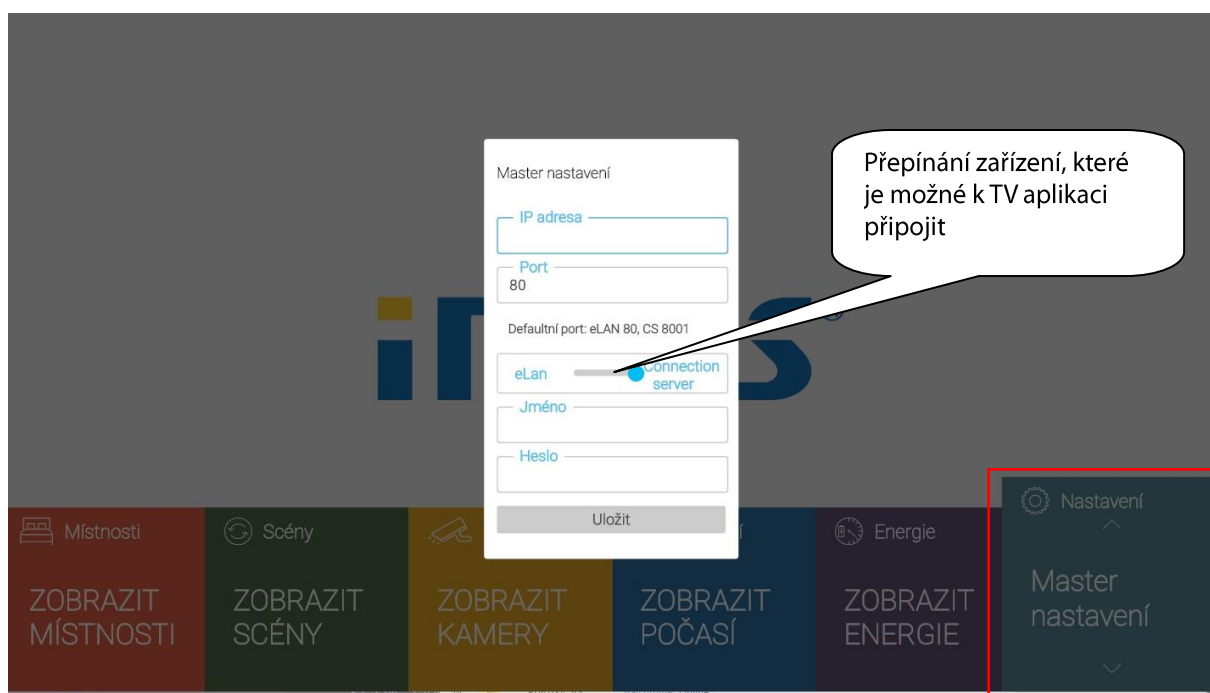 Master nastavení
IP adresa
Port
80
Defaultní port: eLAN 80, CS 8001
eLan
Connection
server
Jméno
Heslo
Uložit
Přepínání zařízení, které
je možné k TV aplikaci
připojit
Místnosti
ZOBRAZIT
MÍSTNOSTI
Scény
ZOBRAZIT
SCÉNY
ZOBRAZIT
KAMERY
ZOBRAZIT
POČASÍ
Energie
ZOBRAZIT
ENERGIE
Nastavení
Master
nastavení